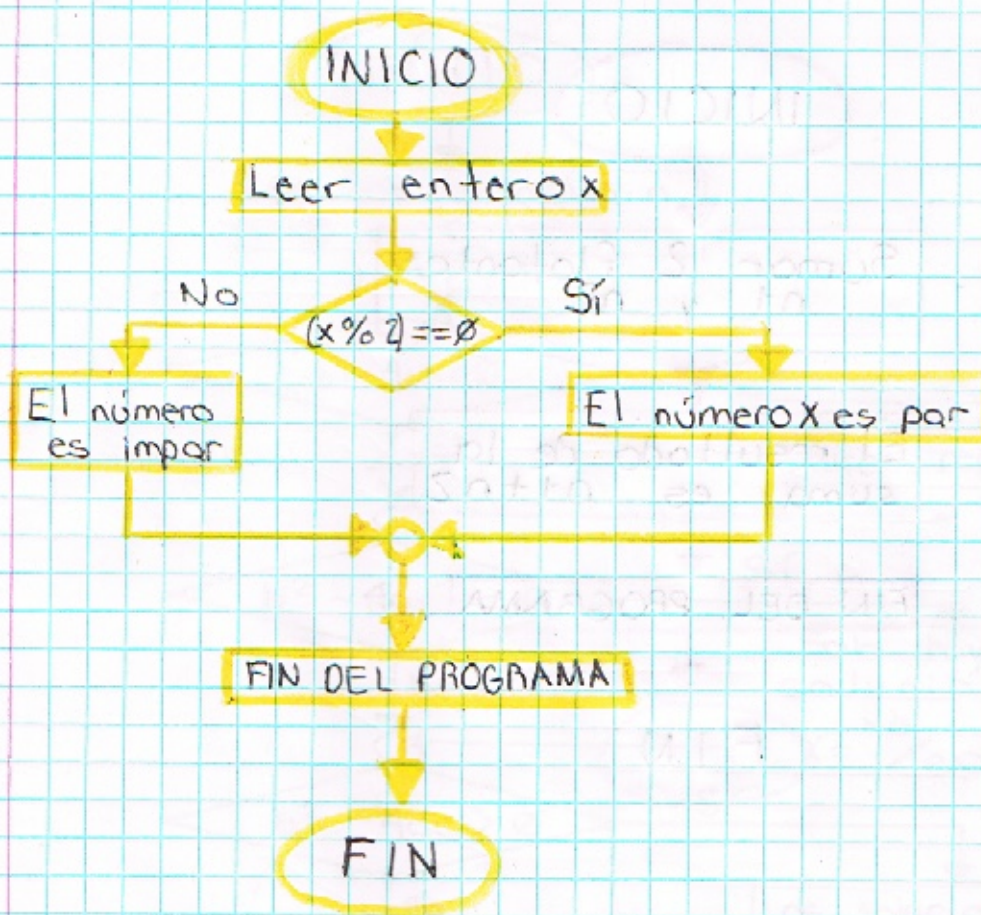 INICIO
Leer entero x
No
Sí
(x % 2) == Ø
El número
es impar
El número X es par
FIN DEL PROGRAMA
FIN